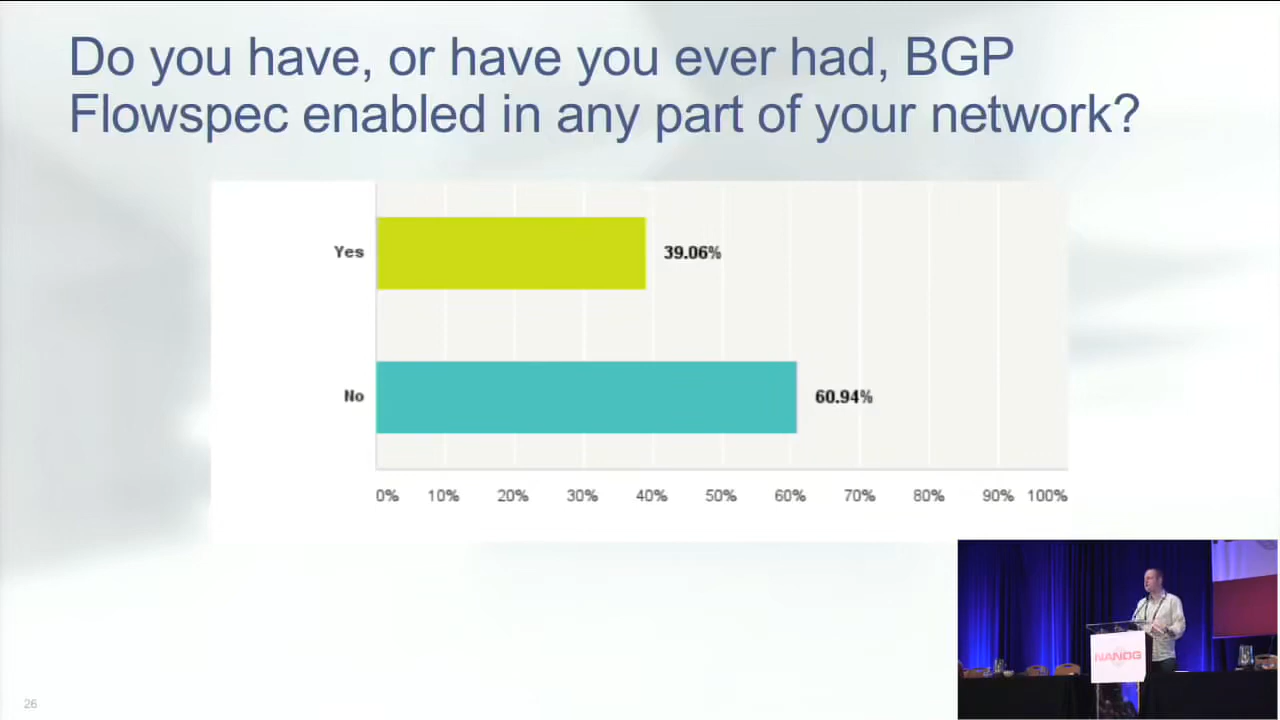 Do you have, or have you ever had, BGP
Flowspec enabled in any part of your network?
Yes
39.06%
No
60.94%
0% 10% 20% 30% 40% 50% 60% 70% 80% 90% 100%
NANOG
26